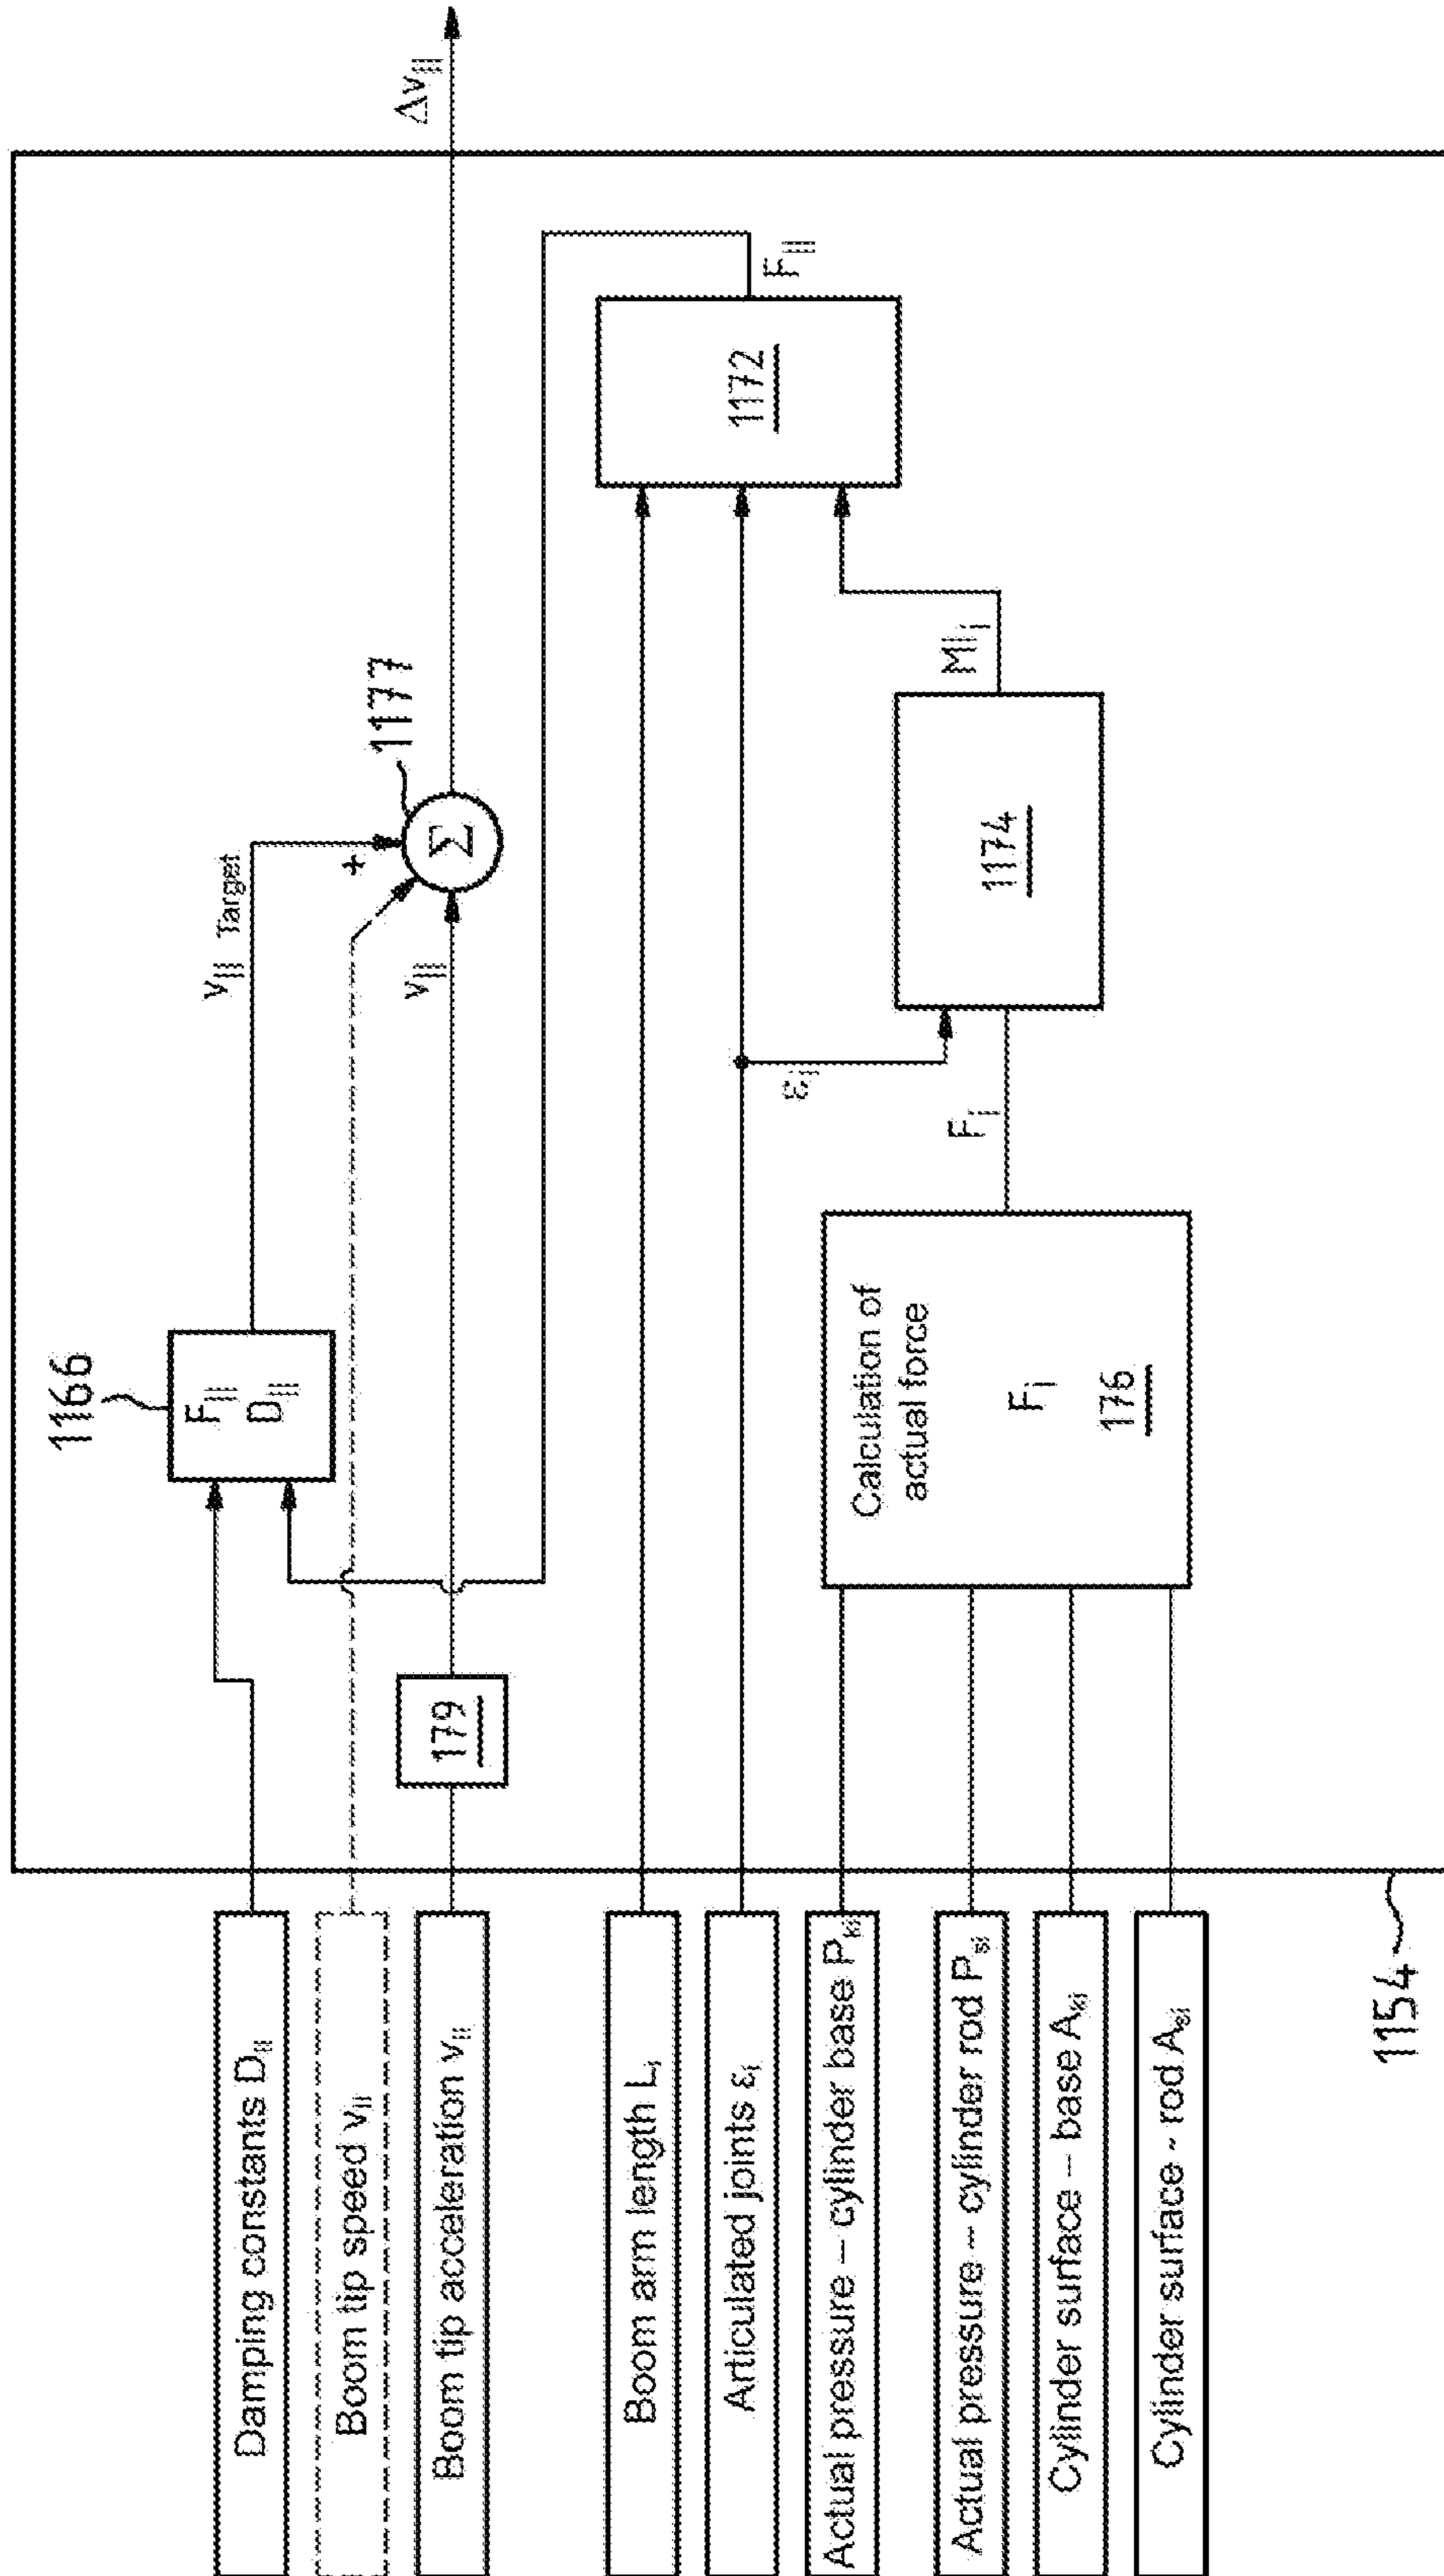 Damping constants D||
Boom tip speed v||
Boom tip acceleration v||
Boom arm length Li
Articulated joints εi
Actual pressure – cylinder base Pki
Actual pressure – cylinder rod Psi
Cylinder surface – base Aki
Cylinder surface - rod Asi
1154
179
1166
F||
D||
v|| Target
+
v||
Σ
1177
Δv||
Calculation of
actual force
Fi
176
Fi
εi
1174
MIi
1172
F||